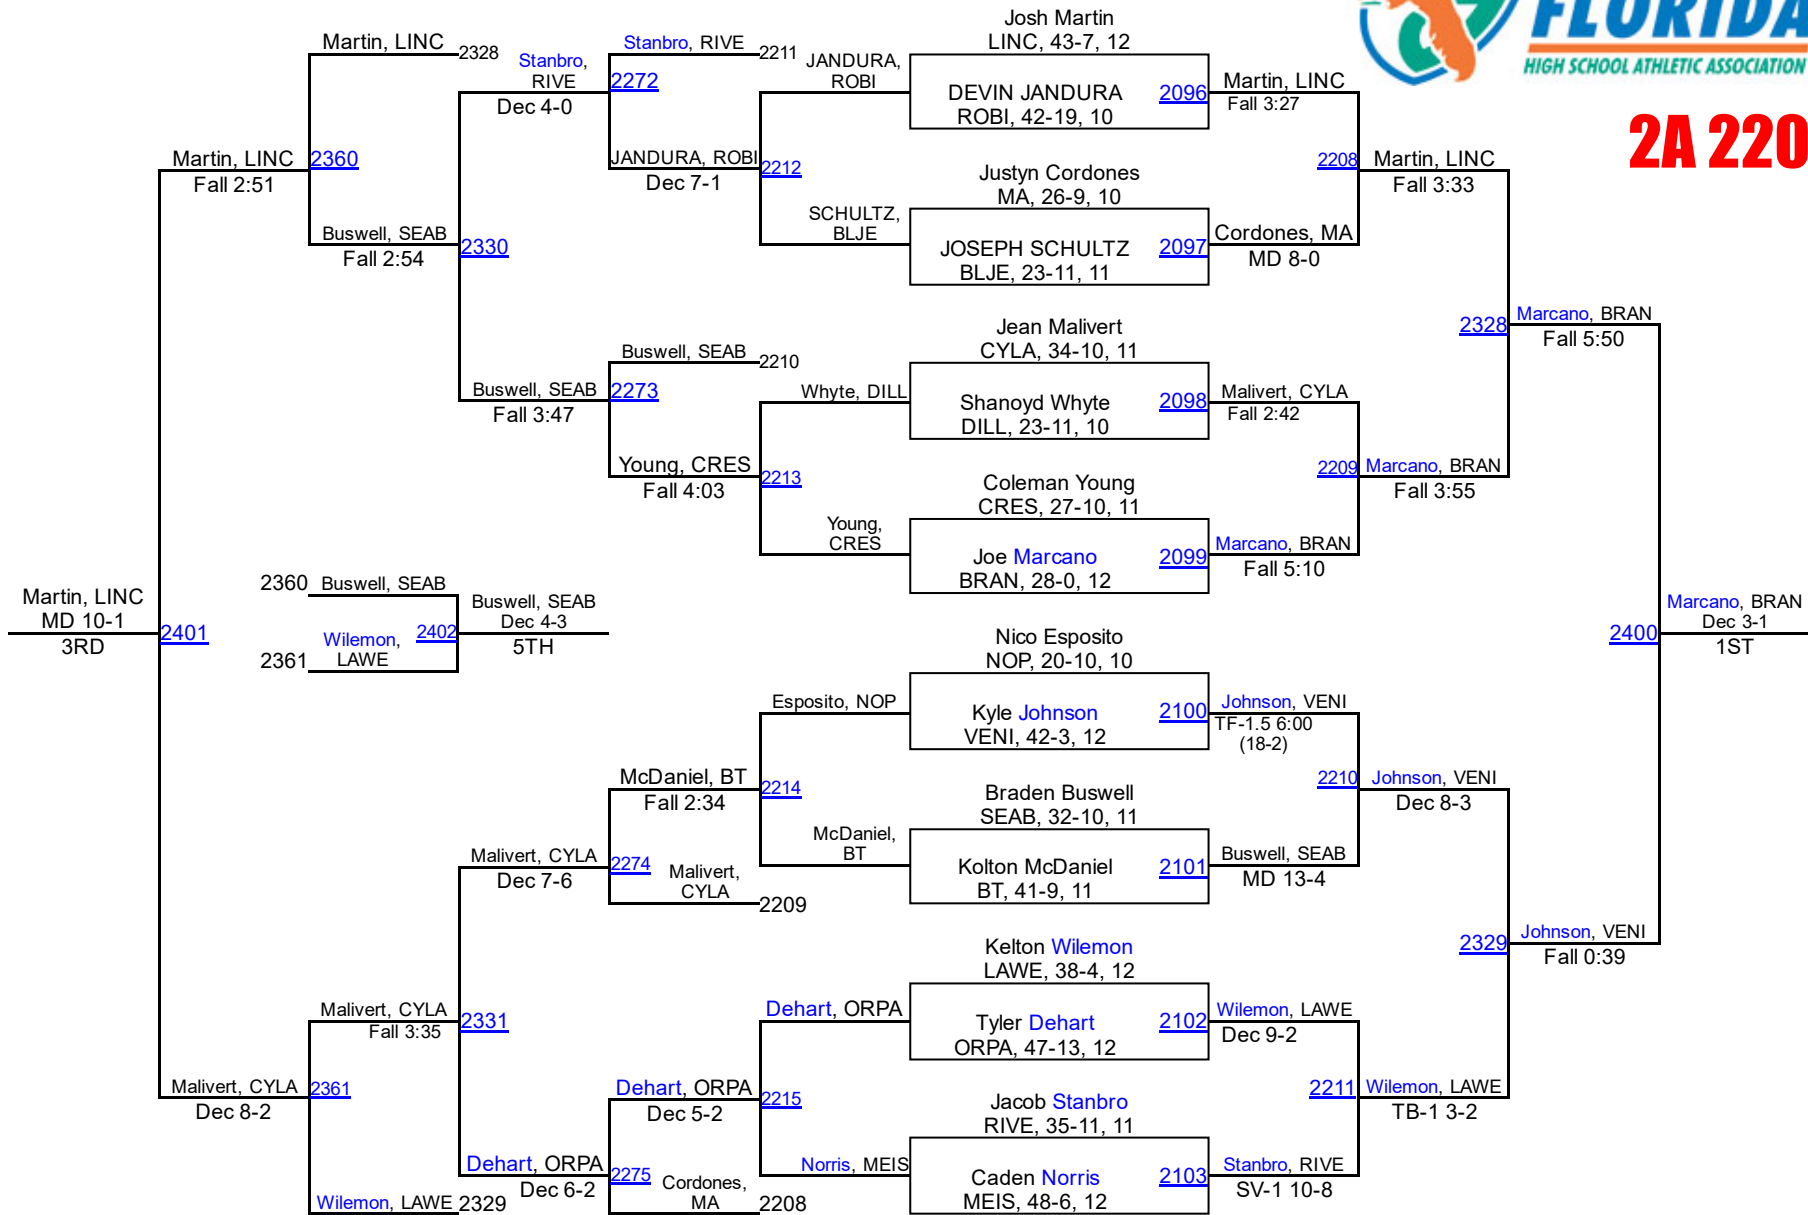 FLORIDA
HIGH SCHOOL ATHLETIC ASSOCIATION
2A 220
Martin, LINC
2328
Stanbro,
RIVE
Dec 4-0
Stanbro, RIVE
2211
2272
JANDURA,
ROBI
Josh Martin
LINC, 43-7, 12
DEVIN JANDURA
ROBI, 42-19, 10
2096
Martin, LINC
Fall 3:27
Martin, LINC
Fall 2:51
2360
JANDURA, ROBI
Dec 7-1
2212
Justyn Cordones
MA, 26-9, 10
2208
Martin, LINC
Fall 3:33
Buswell, SEAB
Fall 2:54
2330
SCHULTZ,
BLJE
JOSEPH SCHULTZ
BLJE, 23-11, 11
2097
Cordones, MA
MD 8-0
Jean Malivert
CYLA, 34-10, 11
2328
Marcano, BRAN
Fall 5:50
Buswell, SEAB
2210
Buswell, SEAB
Fall 3:47
2273
Whyte, DILL
Shanoyd Whyte
DILL, 23-11, 10
2098
Malivert, CYLA
Fall 2:42
Young, CRES
Fall 4:03
2213
Coleman Young
CRES, 27-10, 11
2209
Marcano, BRAN
Fall 3:55
Young,
CRES
Joe Marcano
BRAN, 28-0, 12
2099
Marcano, BRAN
Fall 5:10
Martin, LINC
MD 10-1
3RD
2401
2360
Buswell, SEAB
Wilemon,
LAWE
2361
2402
Buswell, SEAB
Dec 4-3
5TH
2400
Marcano, BRAN
Dec 3-1
1ST
Nico Esposito
NOP, 20-10, 10
Esposito, NOP
Kyle Johnson
VENI, 42-3, 12
2100
Johnson, VENI
TF-1.5 6:00
(18-2)
McDaniel, BT
Fall 2:34
2214
Braden Buswell
SEAB, 32-10, 11
2210
Johnson, VENI
Dec 8-3
Malivert, CYLA
Dec 7-6
2274
Malivert,
CYLA
2209
McDaniel,
BT
Kolton McDaniel
BT, 41-9, 11
2101
Buswell, SEAB
MD 13-4
Kelton Wilemon
LAWE, 38-4, 12
2329
Johnson, VENI
Fall 0:39
Malivert, CYLA
Fall 3:35
2331
Dehart, ORPA
Tyler Dehart
ORPA, 47-13, 12
2102
Wilemon, LAWE
Dec 9-2
Malivert, CYLA
Dec 8-2
2361
Dehart, ORPA
Dec 5-2
2215
Jacob Stanbro
RIVE, 35-11, 11
2211
Wilemon, LAWE
TB-1 3-2
Wilemon, LAWE
2329
Dehart, ORPA
Dec 6-2
2275
Cordones,
MA
2208
Norris, MEIS
Caden Norris
MEIS, 48-6, 12
2103
Stanbro, RIVE
SV-1 10-8